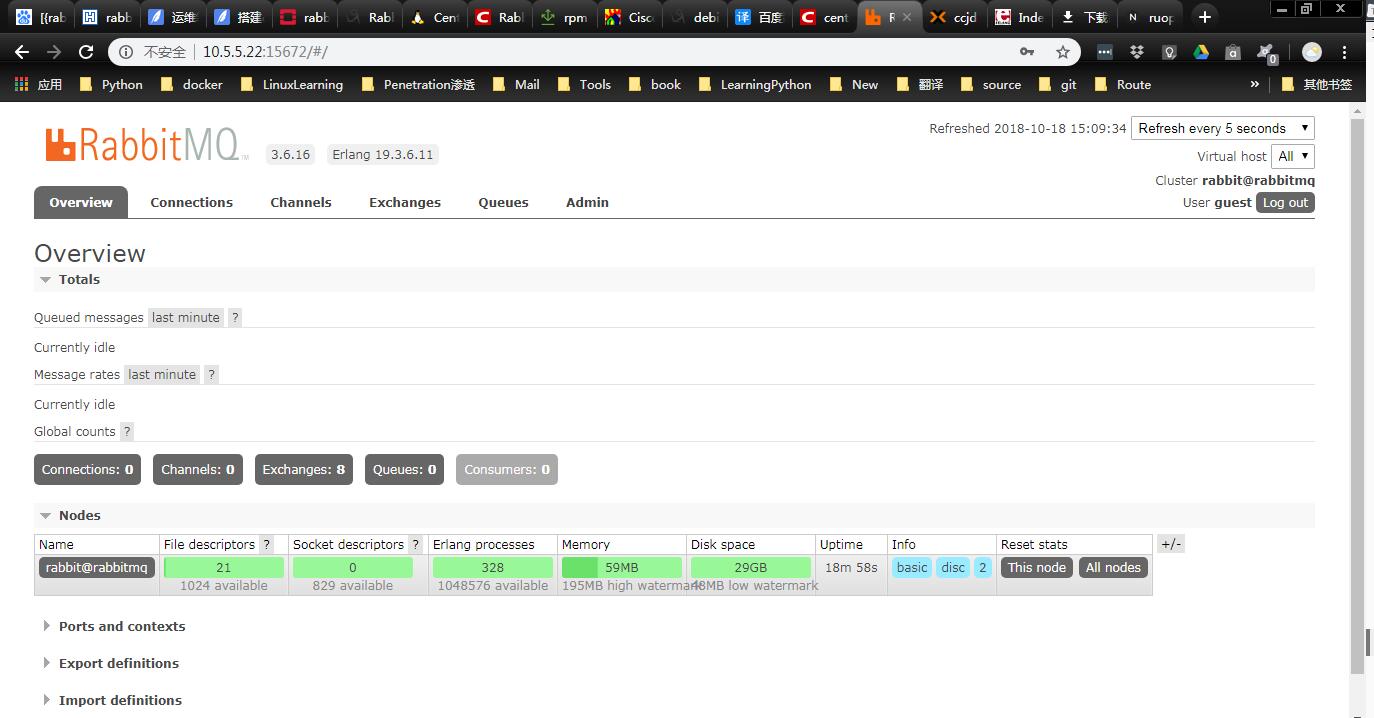 [{rab rabb 运维 搭建 rabb Rabl Cent Rabl rpm Cisc debi 百度 cent R ccjd Inde 下载 ruop
不安全 10.5.5.22:15672/#/
应用 Python docker LinuxLearning Penetration渗透 Mail Tools book LearningPython New 翻译 source git Route » 其他书签
RabbitMQ TM 3.6.16 Erlang 19.3.6.11
Refreshed 2018-10-18 15:09:34 Refresh every 5 seconds
Virtual host All
Cluster rabbit@rabbitmq
User guest Log out
Overview Connections Channels Exchanges Queues Admin
Overview
Totals
Queued messages last minute ?
Currently idle
Message rates last minute ?
Currently idle
Global counts ?
Connections: 0 Channels: 0 Exchanges: 8 Queues: 0 Consumers: 0
Nodes
Name File descriptors ? Socket descriptors ? Erlang processes Memory Disk space Uptime Info Reset stats +/-
rabbit@rabbitmq 21 0 328 59MB 29GB 18m 58s basic disc 2 This node All nodes
1024 available 829 available 1048576 available 195MB high watermark 48MB low watermark
Ports and contexts
Export definitions
Import definitions